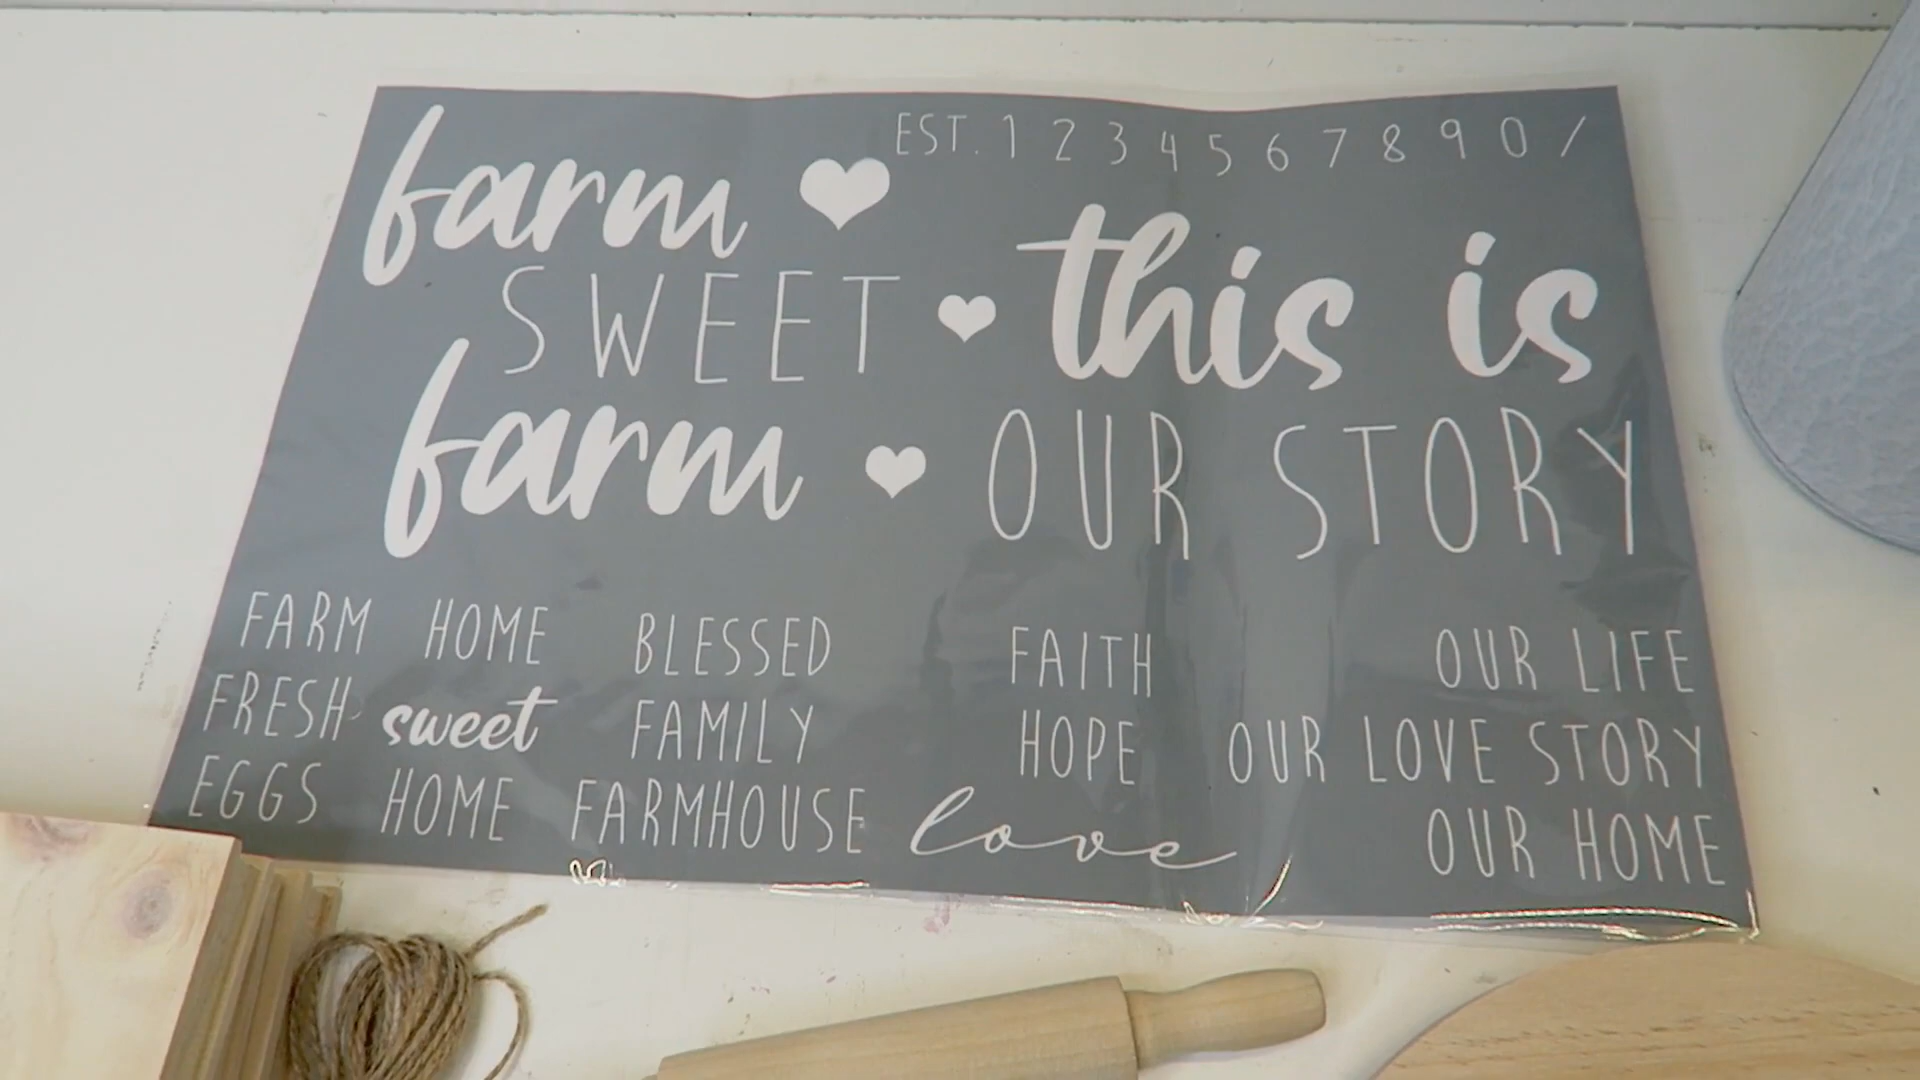 farm
EST. 1 2 3 4 5 6 7 8 9 0 /
SWEET
this is
farm
OUR STORY
FARM HOME BLESSED
FRESH sweet FAMILY
EGGS HOME FARMHOUSE
FAITH
HOPE
love
OUR LIFE
OUR LOVE STORY
OUR HOME